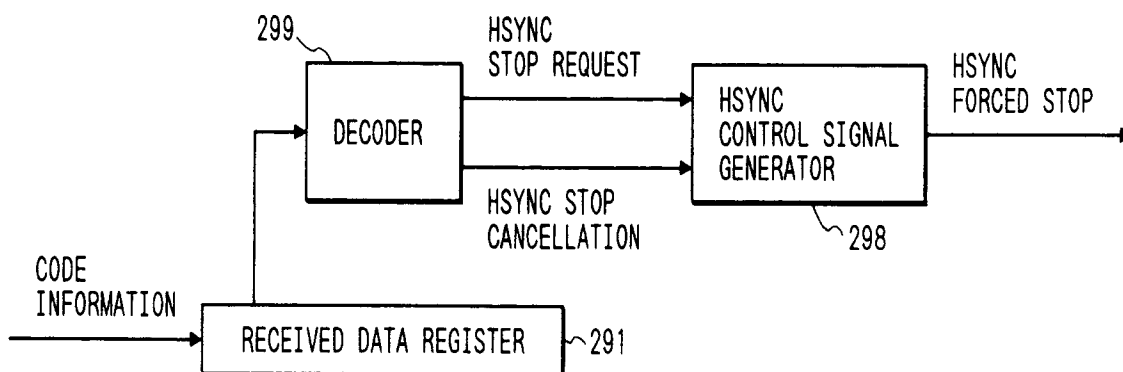 299
HSYNC
STOP REQUEST
HSYNC
FORCED STOP
DECODER
HSYNC
CONTROL SIGNAL
GENERATOR
HSYNC STOP
CANCELLATION
298
CODE
INFORMATION
RECEIVED DATA REGISTER
291